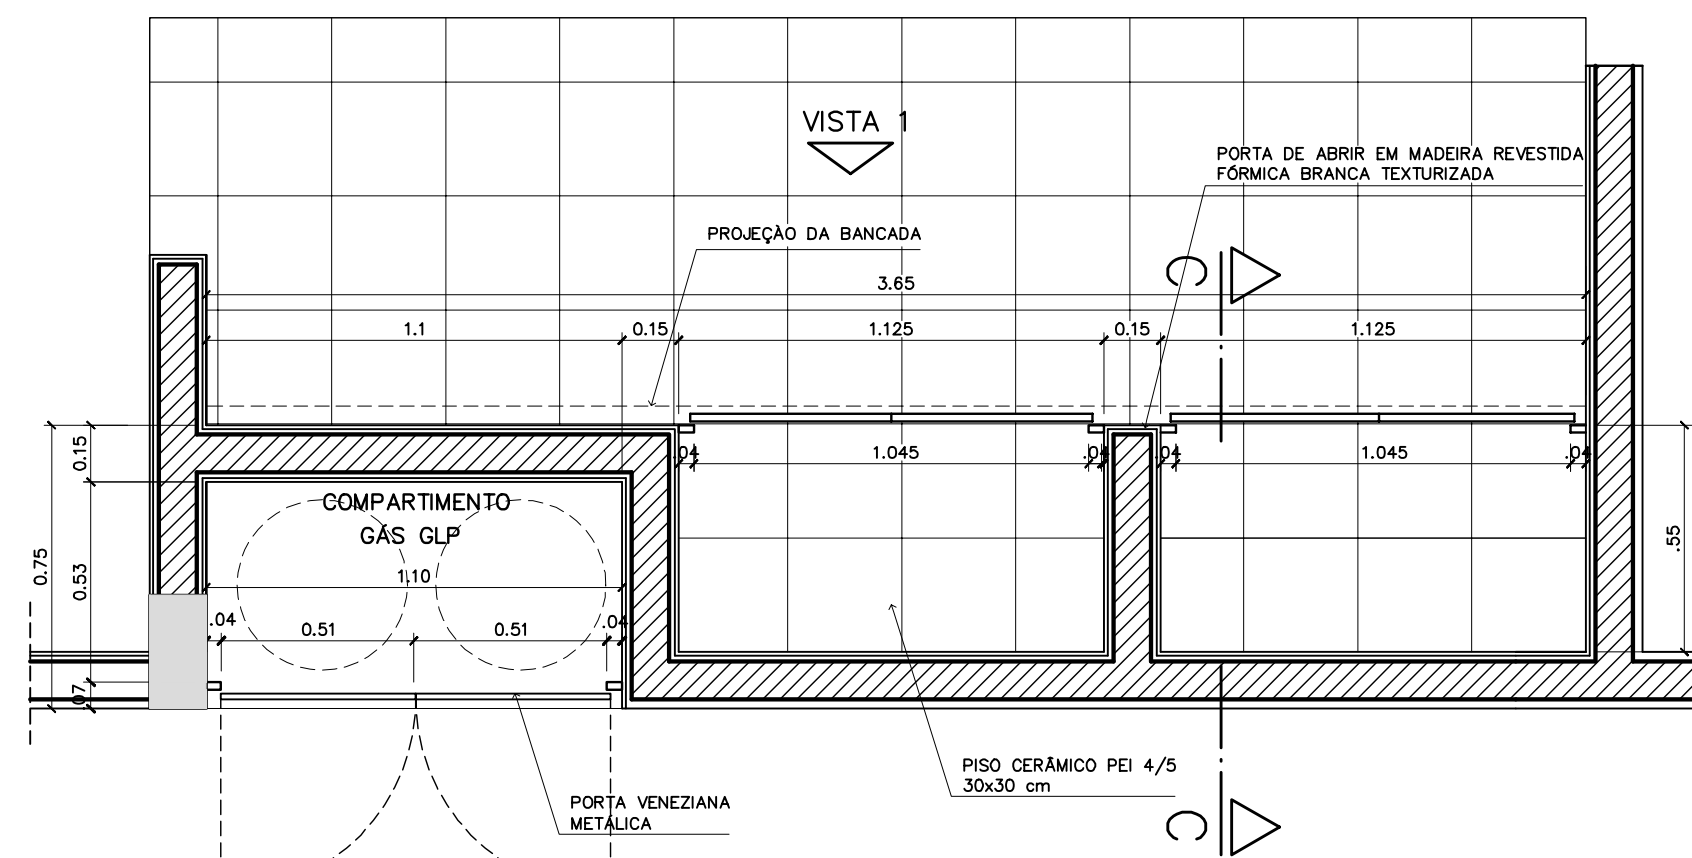 VISTA 1
PORTA DE ABRIR EM MADEIRA REVESTIDA
FÓRMICA BRANCA TEXTURIZADA
PROJEÇÀO DA BANCADA
C
3.65
1.1
0.15
1.125
0.15
1.125
0.15
.04
1.045
.04
.04
1.045
.04
COMPARTIMENTO
GÁS GLP
.55
0.75
0.53
1.10
.04
0.51
0.51
.04
.07
PISO CERÂMICO PEI 4/5
30x30 cm
PORTA VENEZIANA
METÁLICA
C